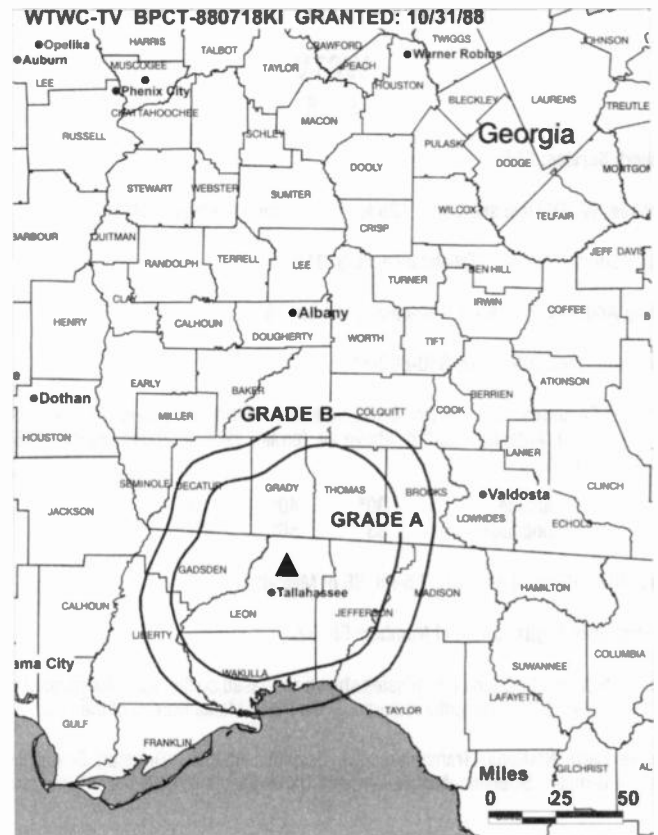 WTWC-TV BPCT-880718KI GRANTED: 10/31/88
Opelika
HARRIS
TALBOT
CRAWFORD
TWIGGS
JOHNSON
Auburn
MUSCOGEE
TAYLOR
PEACH
Warner Robins
LEE
Phenix City
HOUSTON
BLECKLEY
LAURENS
TREUTLE
CHATTAHOOCHEE
MACON
RUSSELL
SCHLEY
PULASKI
Georgia
DOOLY
DODGE
MONTGOM
STEWART
WEBSTER
SUMTER
WILCOX
TELFAIR
CRISP
BARBOUR
QUITMAN
RANDOLPH
TERRELL
LEE
TURNER
BEN HILL
JEFF DAVIS
CLAY
IRWIN
COFFEE
HENRY
CALHOUN
Albany
DOUGHERTY
WORTH
TIFT
EARLY
BAKER
BERRIEN
ATKINSON
Dothan
MILLER
GRADE B
COLQUITT
COOK
HOUSTON
LANIER
SEMINOLE
DECATUR
GRADY
THOMAS
BROOKS
Valdosta
CLINCH
JACKSON
GRADE A
LOWNDES
ECHOLS
GADSDEN
Tallahassee
MADISON
HAMILTON
CALHOUN
LEON
JEFFERSON
LIBERTY
COLUMBIA
ama City
WAKULLA
SUWANNEE
LAFAYETTE
GULF
TAYLOR
FRANKLIN
Miles
GILCHRIST
AL
0 25 50